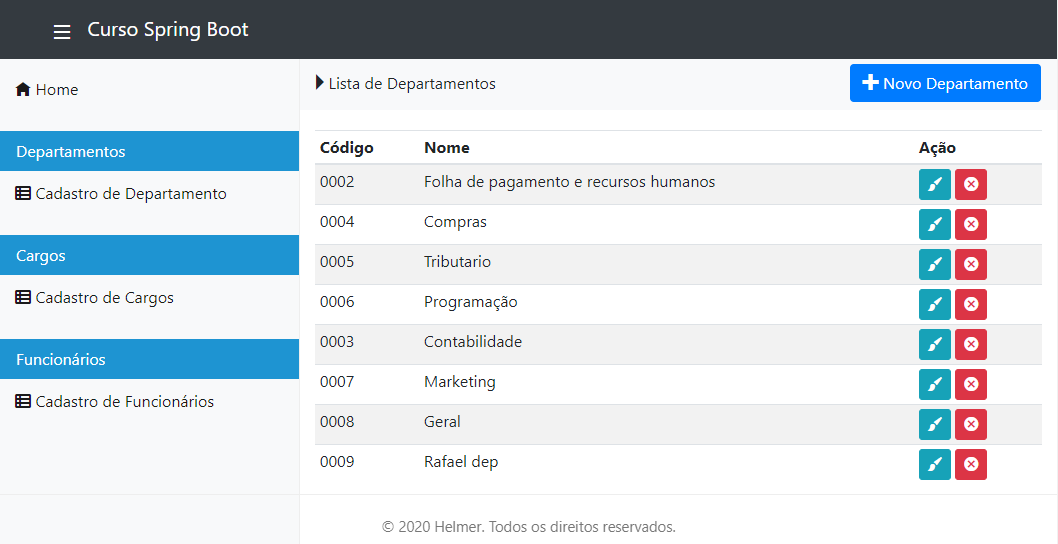 Curso Spring Boot
Home
Departamentos
Cadastro de Departamento
Cargos
Cadastro de Cargos
Funcionários
Cadastro de Funcionários
Lista de Departamentos
Novo Departamento
Código Nome Ação
0002 Folha de pagamento e recursos humanos
0004 Compras
0005 Tributario
0006 Programação
0003 Contabilidade
0007 Marketing
0008 Geral
0009 Rafael dep
© 2020 Helmer. Todos os direitos reservados.